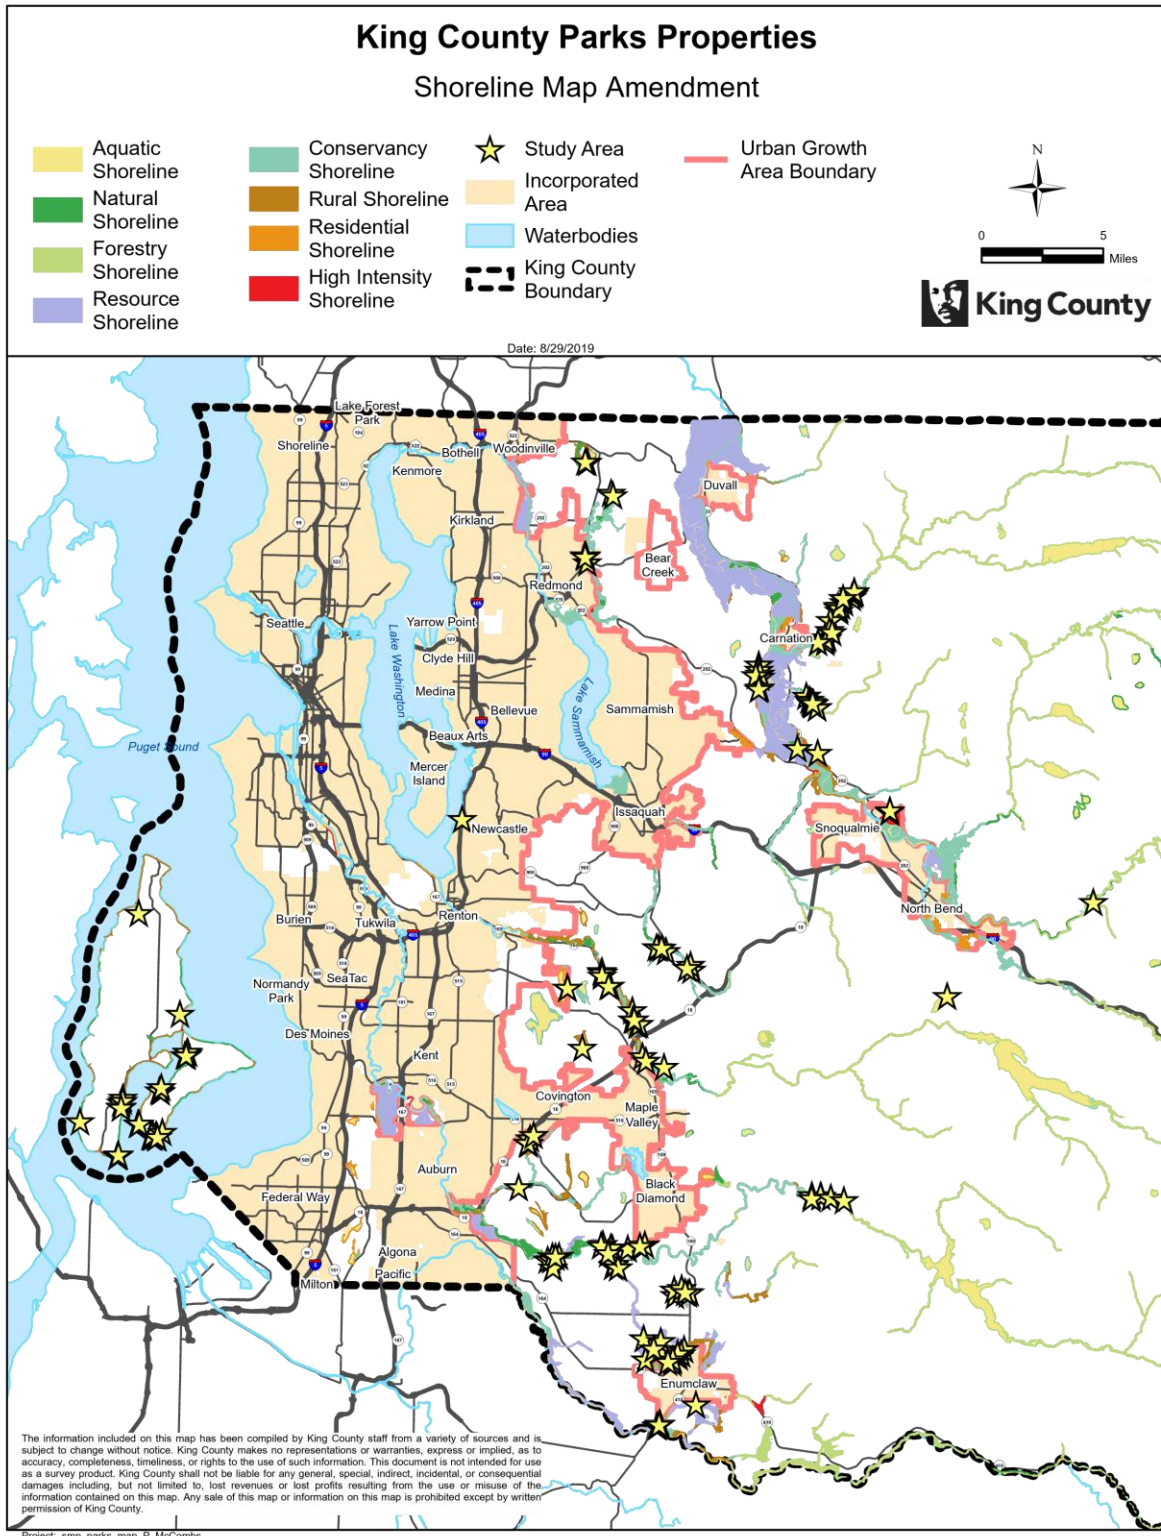 King County Parks Properties
Shoreline Map Amendment
Aquatic
Shoreline
Natural
Shoreline
Forestry
Shoreline
Resource
Shoreline
Conservancy
Shoreline
Rural Shoreline
Residential
Shoreline
High Intensity
Shoreline
Study Area
Incorporated
Area
Waterbodies
King County
Boundary
Urban Growth
Area Boundary
N
0 5
Miles
King County
Date: 8/29/2019
Lake Forest
Park
Shoreline
Bothell
Woodinville
Kenmore
Duvall
Kirkland
Bear
Creek
Redmond
Seattle
Yarrow Point
Carnation
Clyde Hill
Lake Washington
Medina
Lake Sammamish
Sammamish
Bellevue
Beaux Arts
Puget Sound
Mercer
Island
Newcastle
Issaquah
Snoqualmie
Burien
Tukwila
Renton
North Bend
SeaTac
Normandy
Park
Des Moines
Kent
Covington
Maple
Valley
Auburn
Black
Diamond
Federal Way
Algona
Pacific
Milton
Enumclaw
The information included on this map has been compiled by King County staff from a variety of sources and is
subject to change without notice. King County makes no representations or warranties, express or implied, as to
accuracy, completeness, timeliness, or rights to the use of such information. This document is not intended for use
as a survey product. King County shall not be liable for any general, special, indirect, incidental, or consequential
damages including, but not limited to, lost revenues or lost profits resulting from the use or misuse of the
information contained on this map. Any sale of this map or information on this map is prohibited except by written
permission of King County.
Project: smp_parks_map P. McCombs